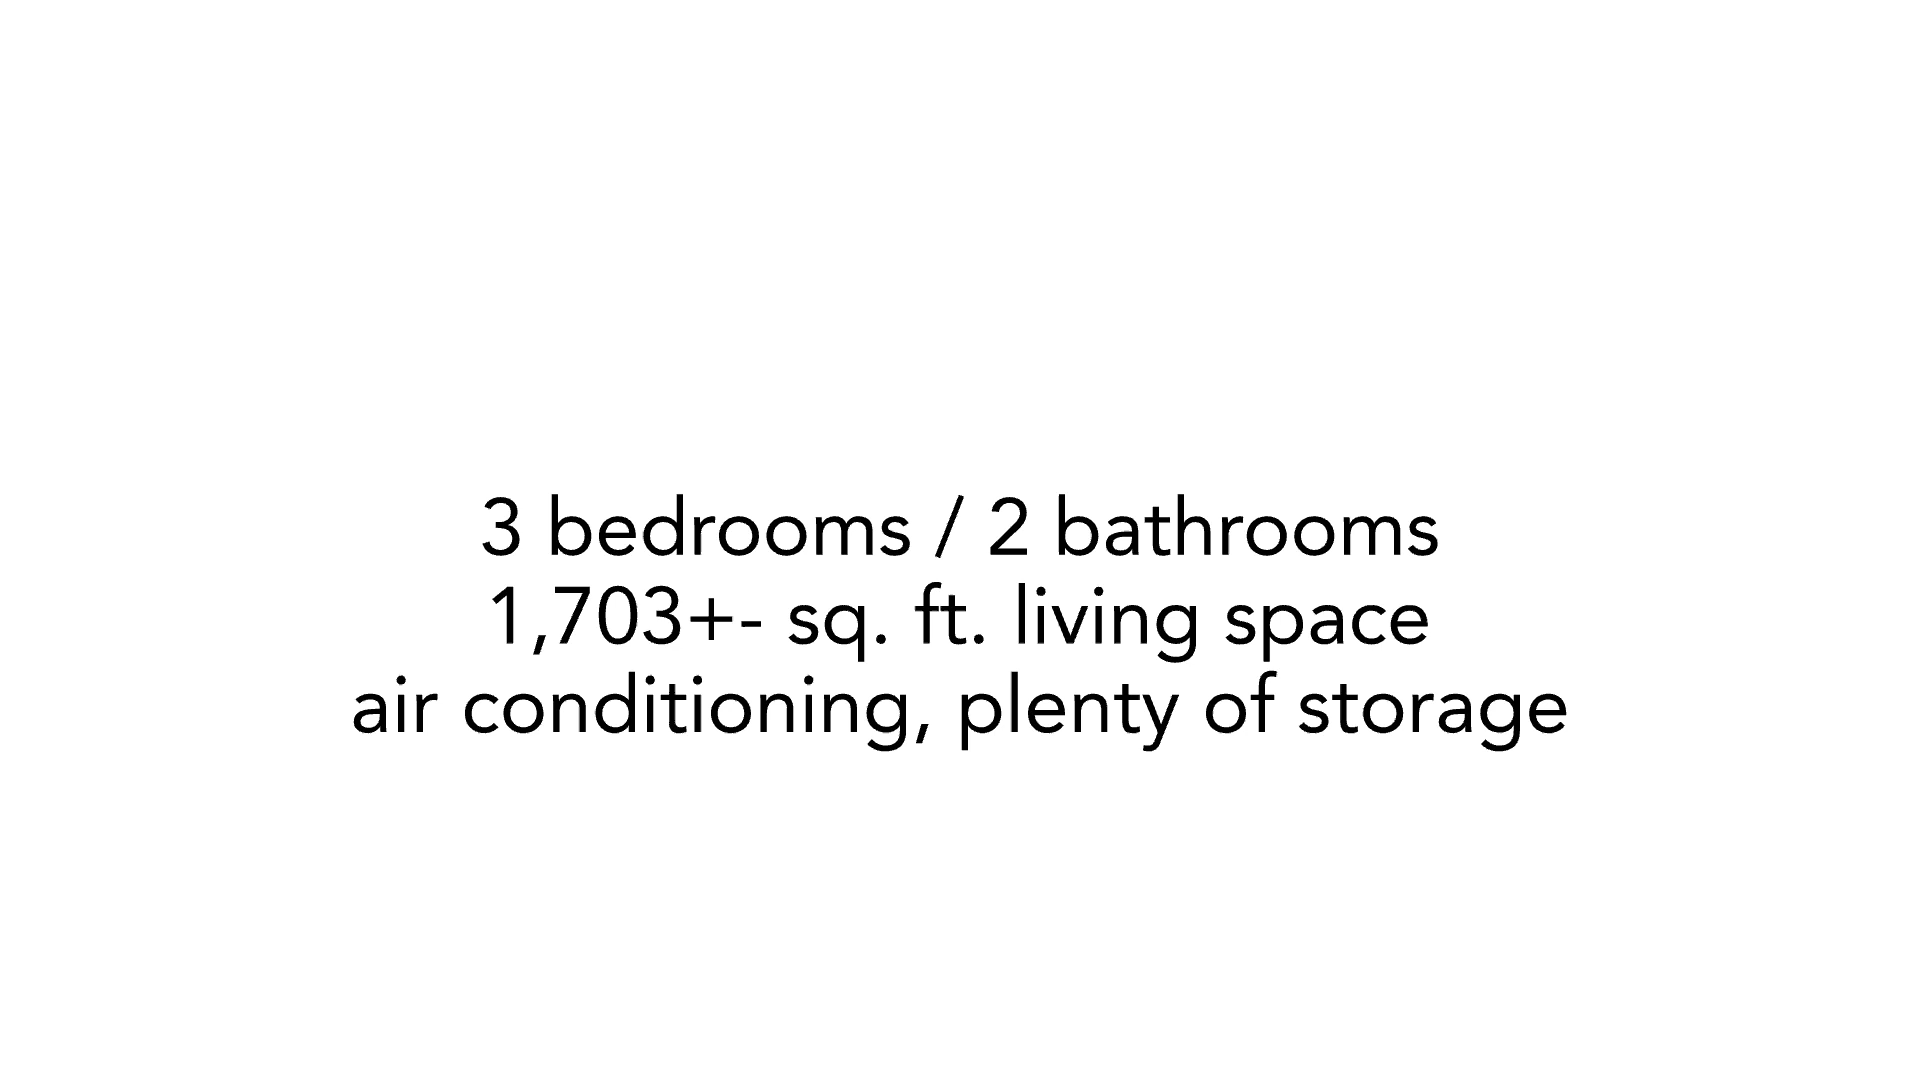 3 bedrooms / 2 bathrooms
1,703+- sq. ft. living space
air conditioning, plenty of storage